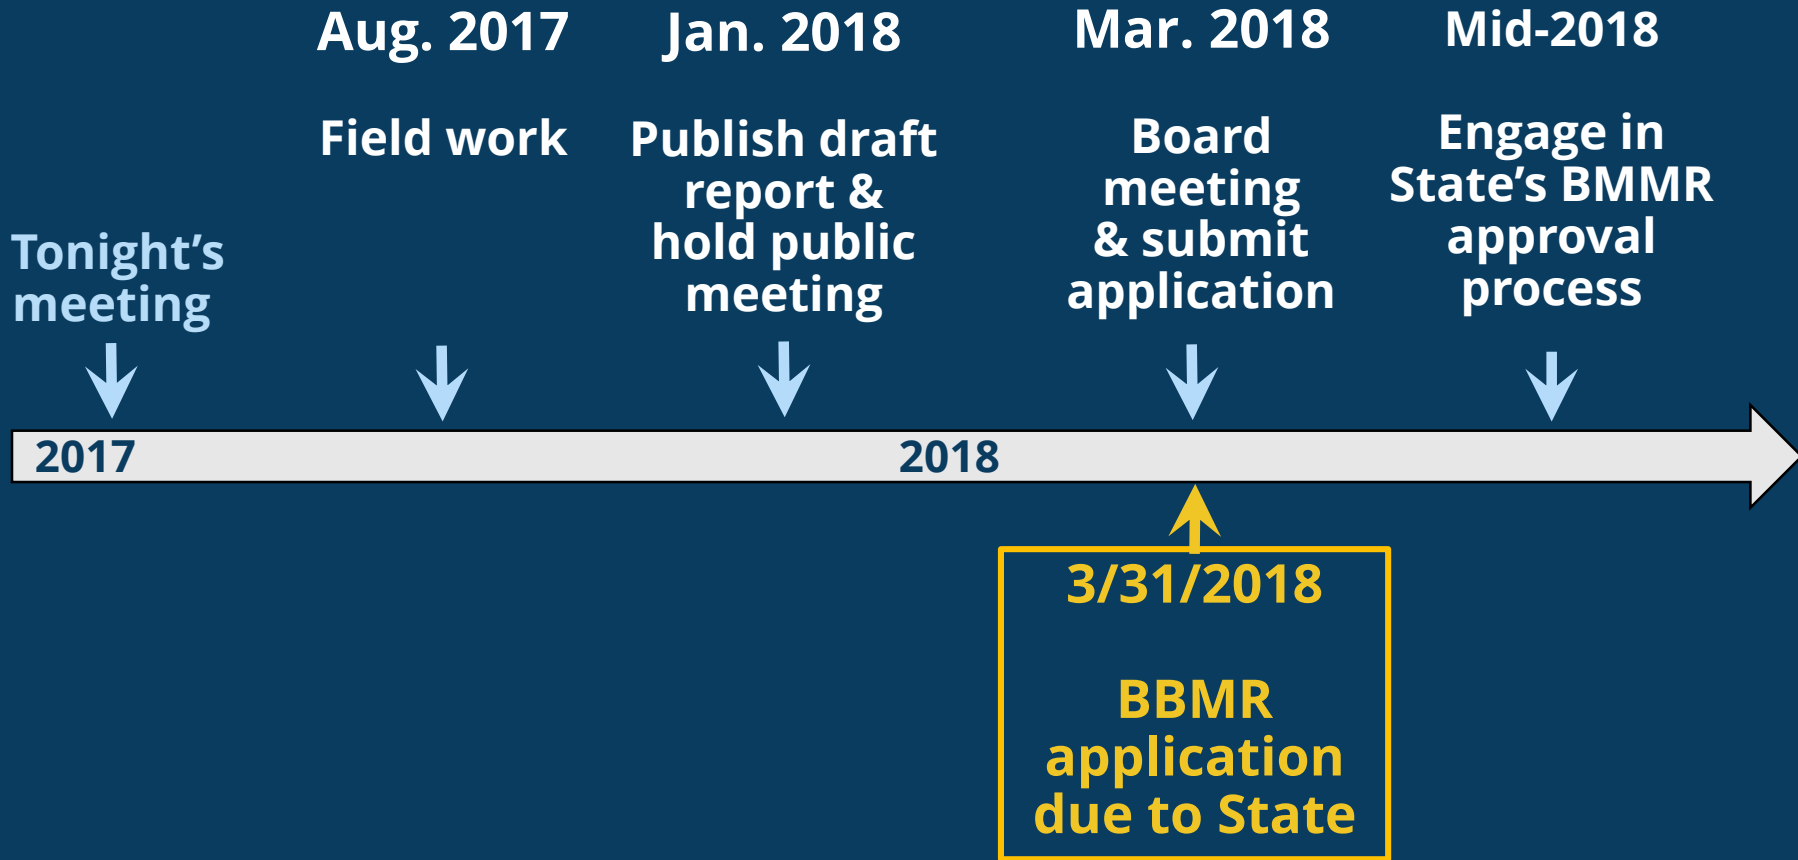 Tonight’s
meeting
Aug. 2017
Field work
Jan. 2018
Publish draft
report &
hold public
meeting
Mar. 2018
Board
meeting
& submit
application
Mid-2018
Engage in
State’s BMMR
approval
process
2017
2018
3/31/2018
BBMR
application
due to State